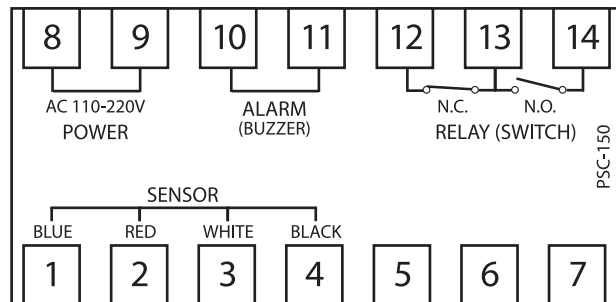 8 9 10 11 12 13 14
AC 110-220V
POWER
ALARM
(BUZZER)
N.C. N.O.
RELAY (SWITCH)
PSC-150
SENSOR
BLUE RED WHITE BLACK
1 2 3 4 5 6 7